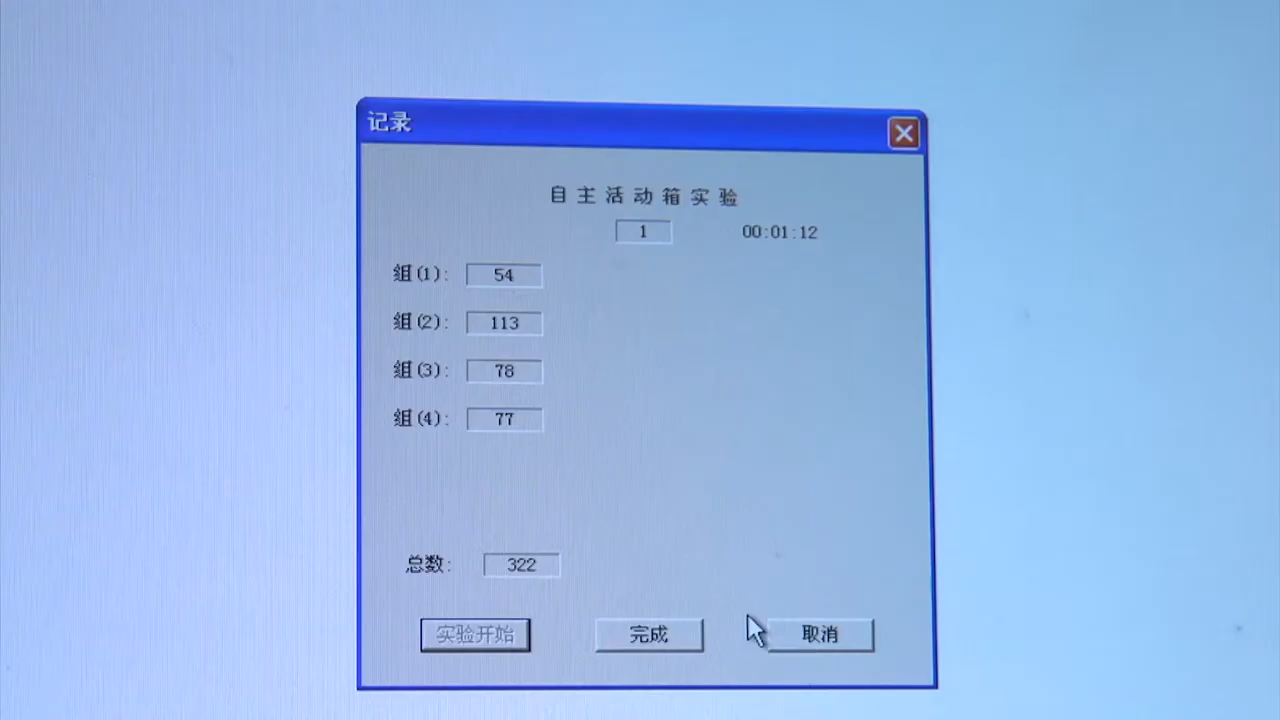 记录
自主活动箱实验
1 00:01:12
组(1): 54
组(2): 113
组(3): 78
组(4): 77
总数: 322
实验开始 完成 取消